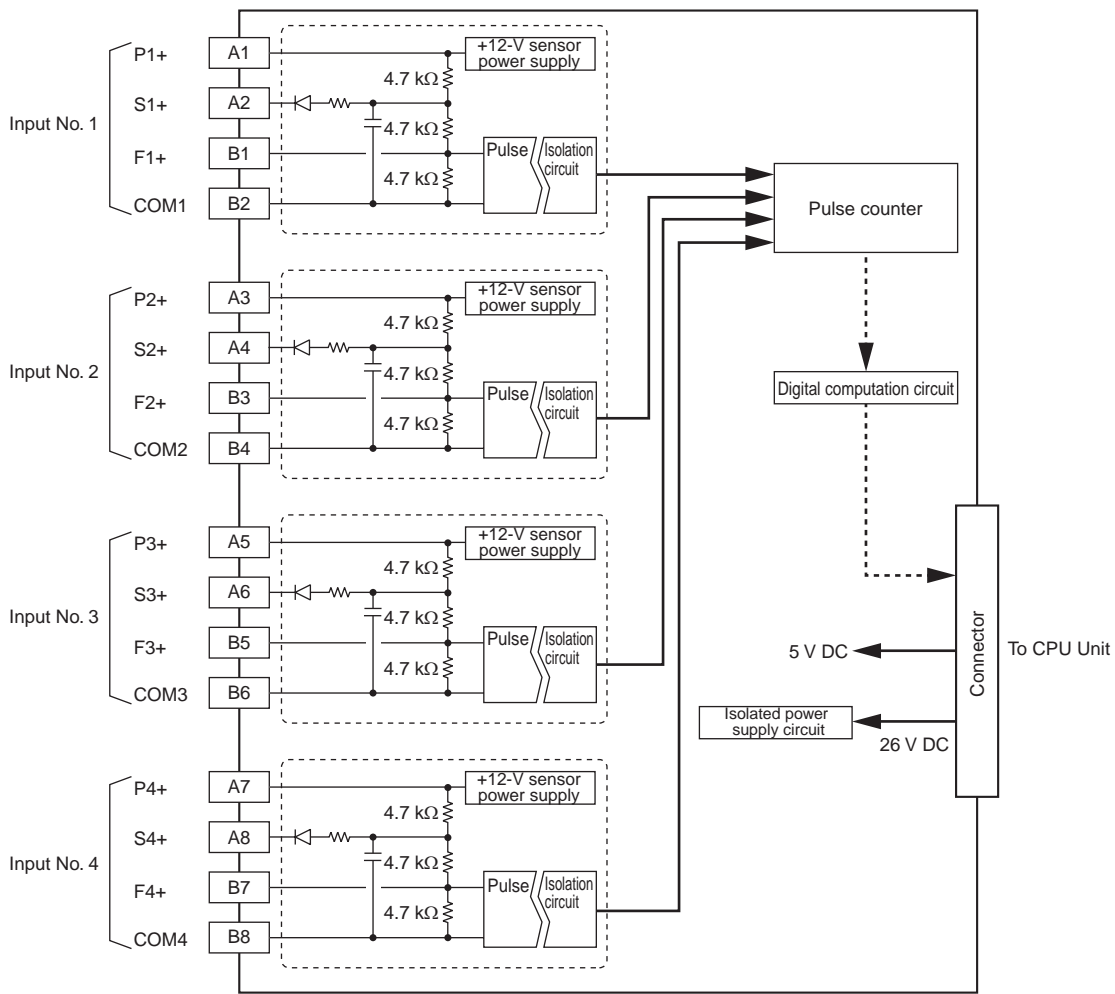 Input No. 1
P1+
A1
S1+
A2
F1+
B1
COM1
B2
+12-V sensor
power supply
4.7 kΩ
4.7 kΩ
4.7 kΩ
Pulse
Isolation
circuit
Pulse counter
Input No. 2
P2+
A3
S2+
A4
F2+
B3
COM2
B4
+12-V sensor
power supply
4.7 kΩ
4.7 kΩ
4.7 kΩ
Pulse
Isolation
circuit
Digital computation circuit
Input No. 3
P3+
A5
S3+
A6
F3+
B5
COM3
B6
+12-V sensor
power supply
4.7 kΩ
4.7 kΩ
4.7 kΩ
Pulse
Isolation
circuit
Connector
To CPU Unit
5 V DC
Isolated power
supply circuit
26 V DC
Input No. 4
P4+
A7
S4+
A8
F4+
B7
COM4
B8
+12-V sensor
power supply
4.7 kΩ
4.7 kΩ
4.7 kΩ
Pulse
Isolation
circuit